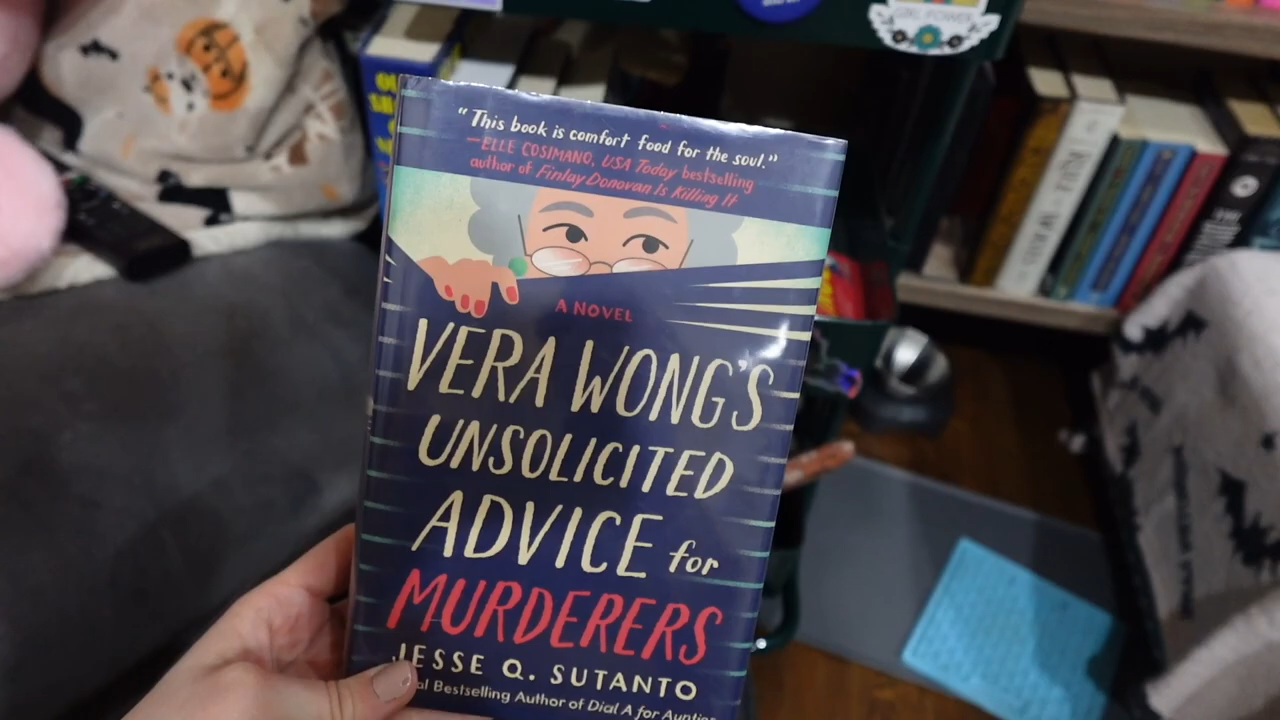 "This book is comfort food for the soul."
—ELLE COSIMANO, USA Today bestselling
author of Finlay Donovan Is Killing It
A NOVEL
VERA WONG'S
UNSOLICITED
ADVICE for
MURDERERS
JESSE Q. SUTANTO
Bestselling Author of Dial A for Aunties